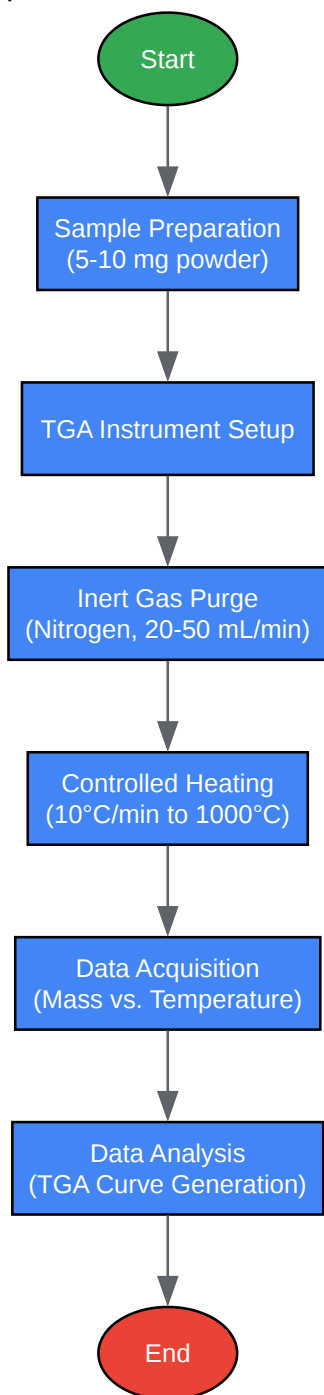 Start
Sample Preparation
(5-10 mg powder)
TGA Instrument Setup
Inert Gas Purge
(Nitrogen, 20-50 mL/min)
Controlled Heating
(10°C/min to 1000°C)
Data Acquisition
(Mass vs. Temperature)
Data Analysis
(TGA Curve Generation)
End